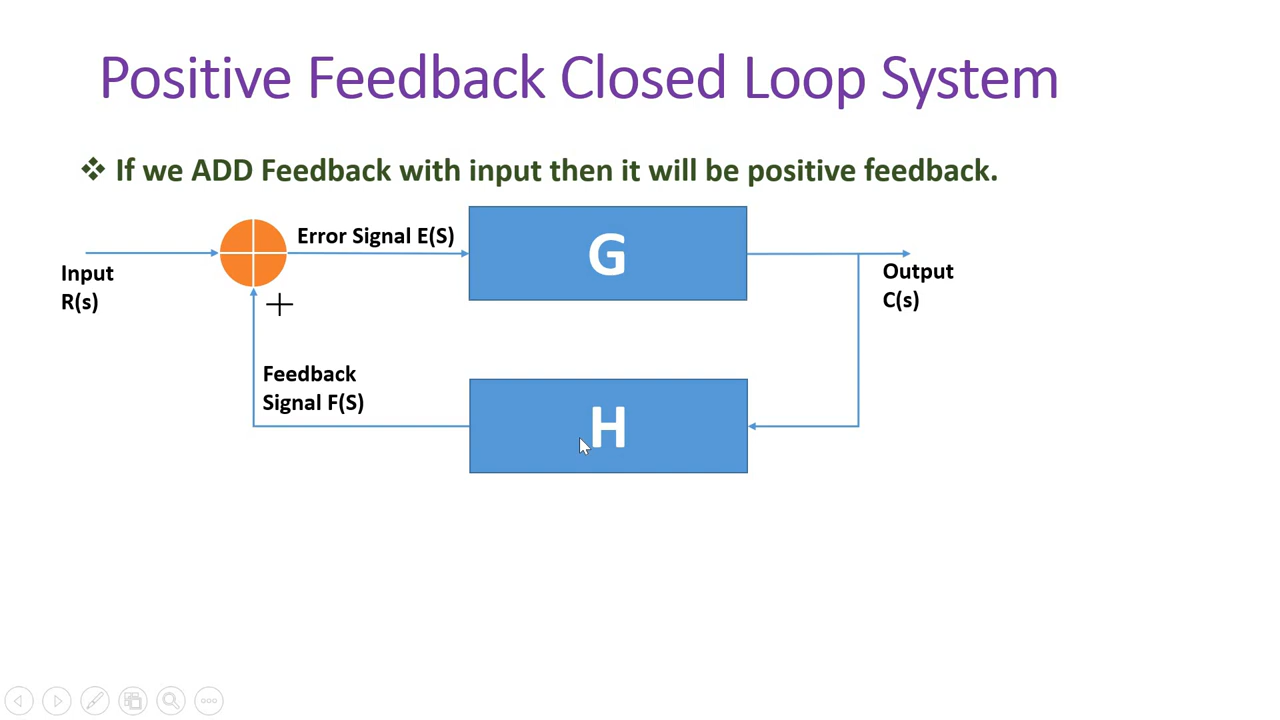 Positive Feedback Closed Loop System
❖ If we ADD Feedback with input then it will be positive feedback.
Error Signal E(S)
G
Input
R(s)
Output
C(s)
+
Feedback
Signal F(S)
H